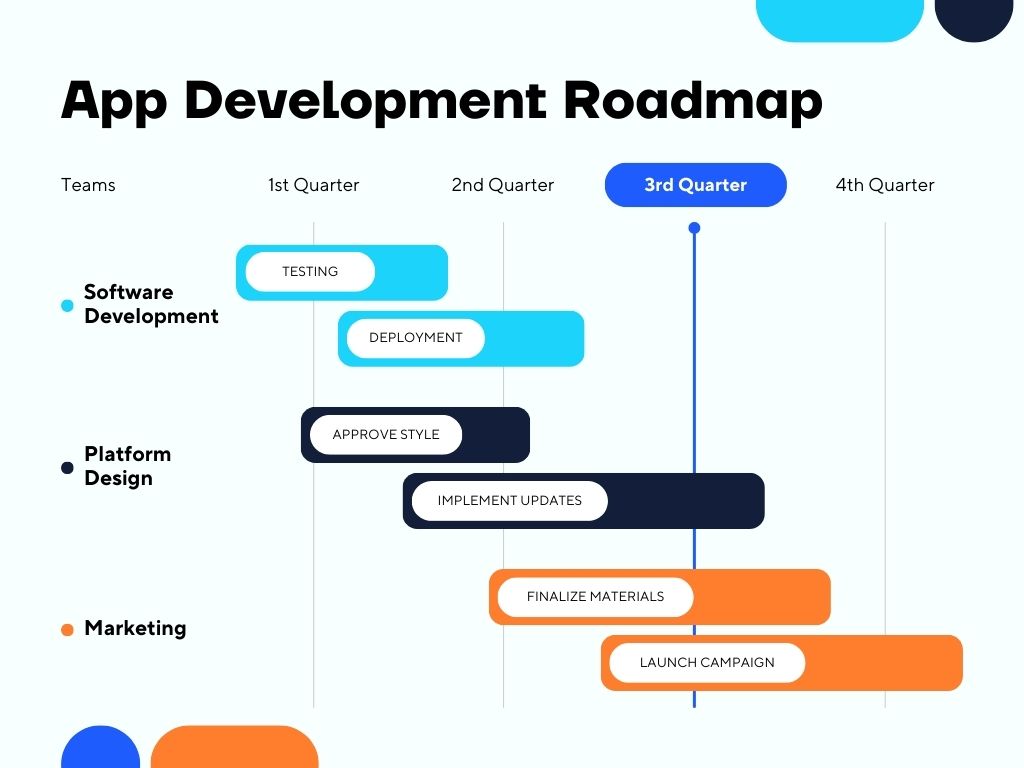 App Development Roadmap
Teams 1st Quarter 2nd Quarter 3rd Quarter 4th Quarter
Software
Development
TESTING
DEPLOYMENT
Platform
Design
APPROVE STYLE
IMPLEMENT UPDATES
Marketing
FINALIZE MATERIALS
LAUNCH CAMPAIGN